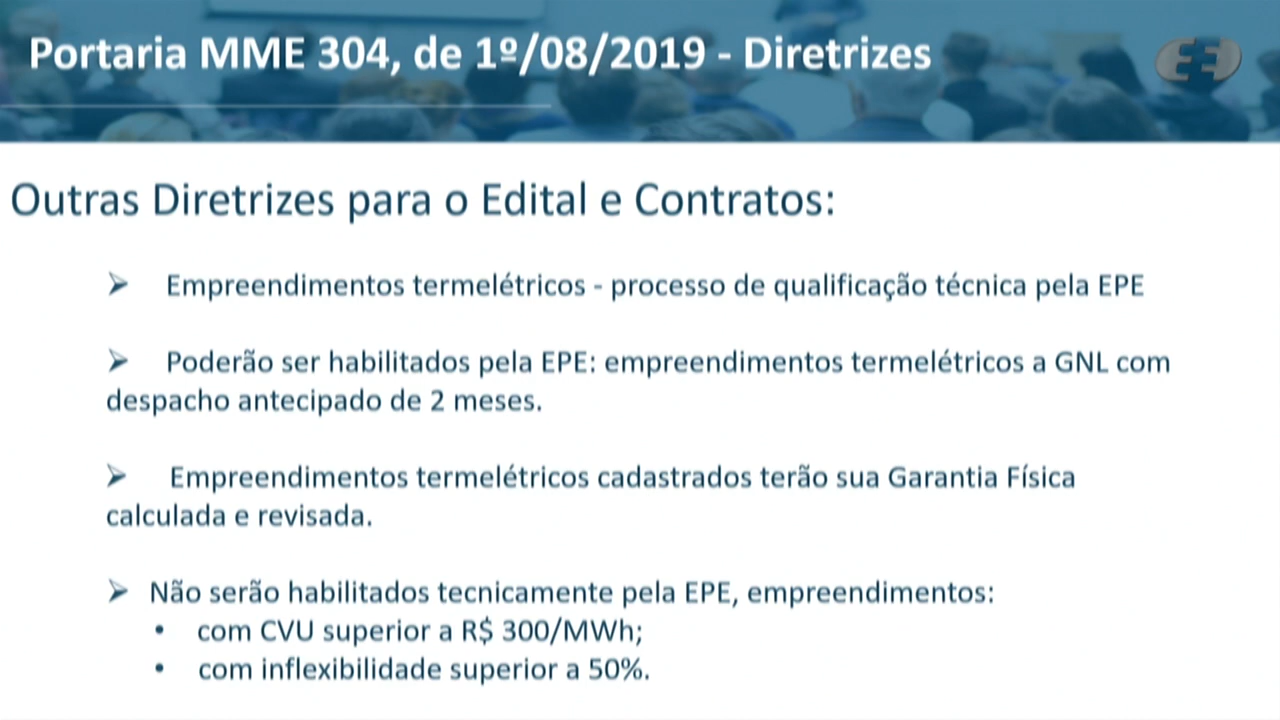 Portaria MME 304, de 1º/08/2019 - Diretrizes
Outras Diretrizes para o Edital e Contratos:
➢ Empreendimentos termelétricos - processo de qualificação técnica pela EPE
➢ Poderão ser habilitados pela EPE: empreendimentos termelétricos a GNL com
despacho antecipado de 2 meses.
➢ Empreendimentos termelétricos cadastrados terão sua Garantia Física
calculada e revisada.
➢ Não serão habilitados tecnicamente pela EPE, empreendimentos:
• com CVU superior a R$ 300/MWh;
• com inflexibilidade superior a 50%.